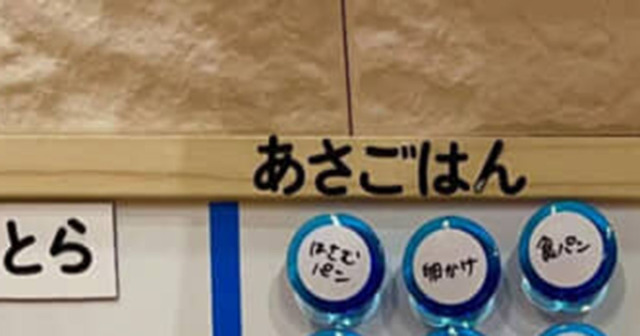 あさごはん
とら
はさむ
パン
卵かけ
食パン